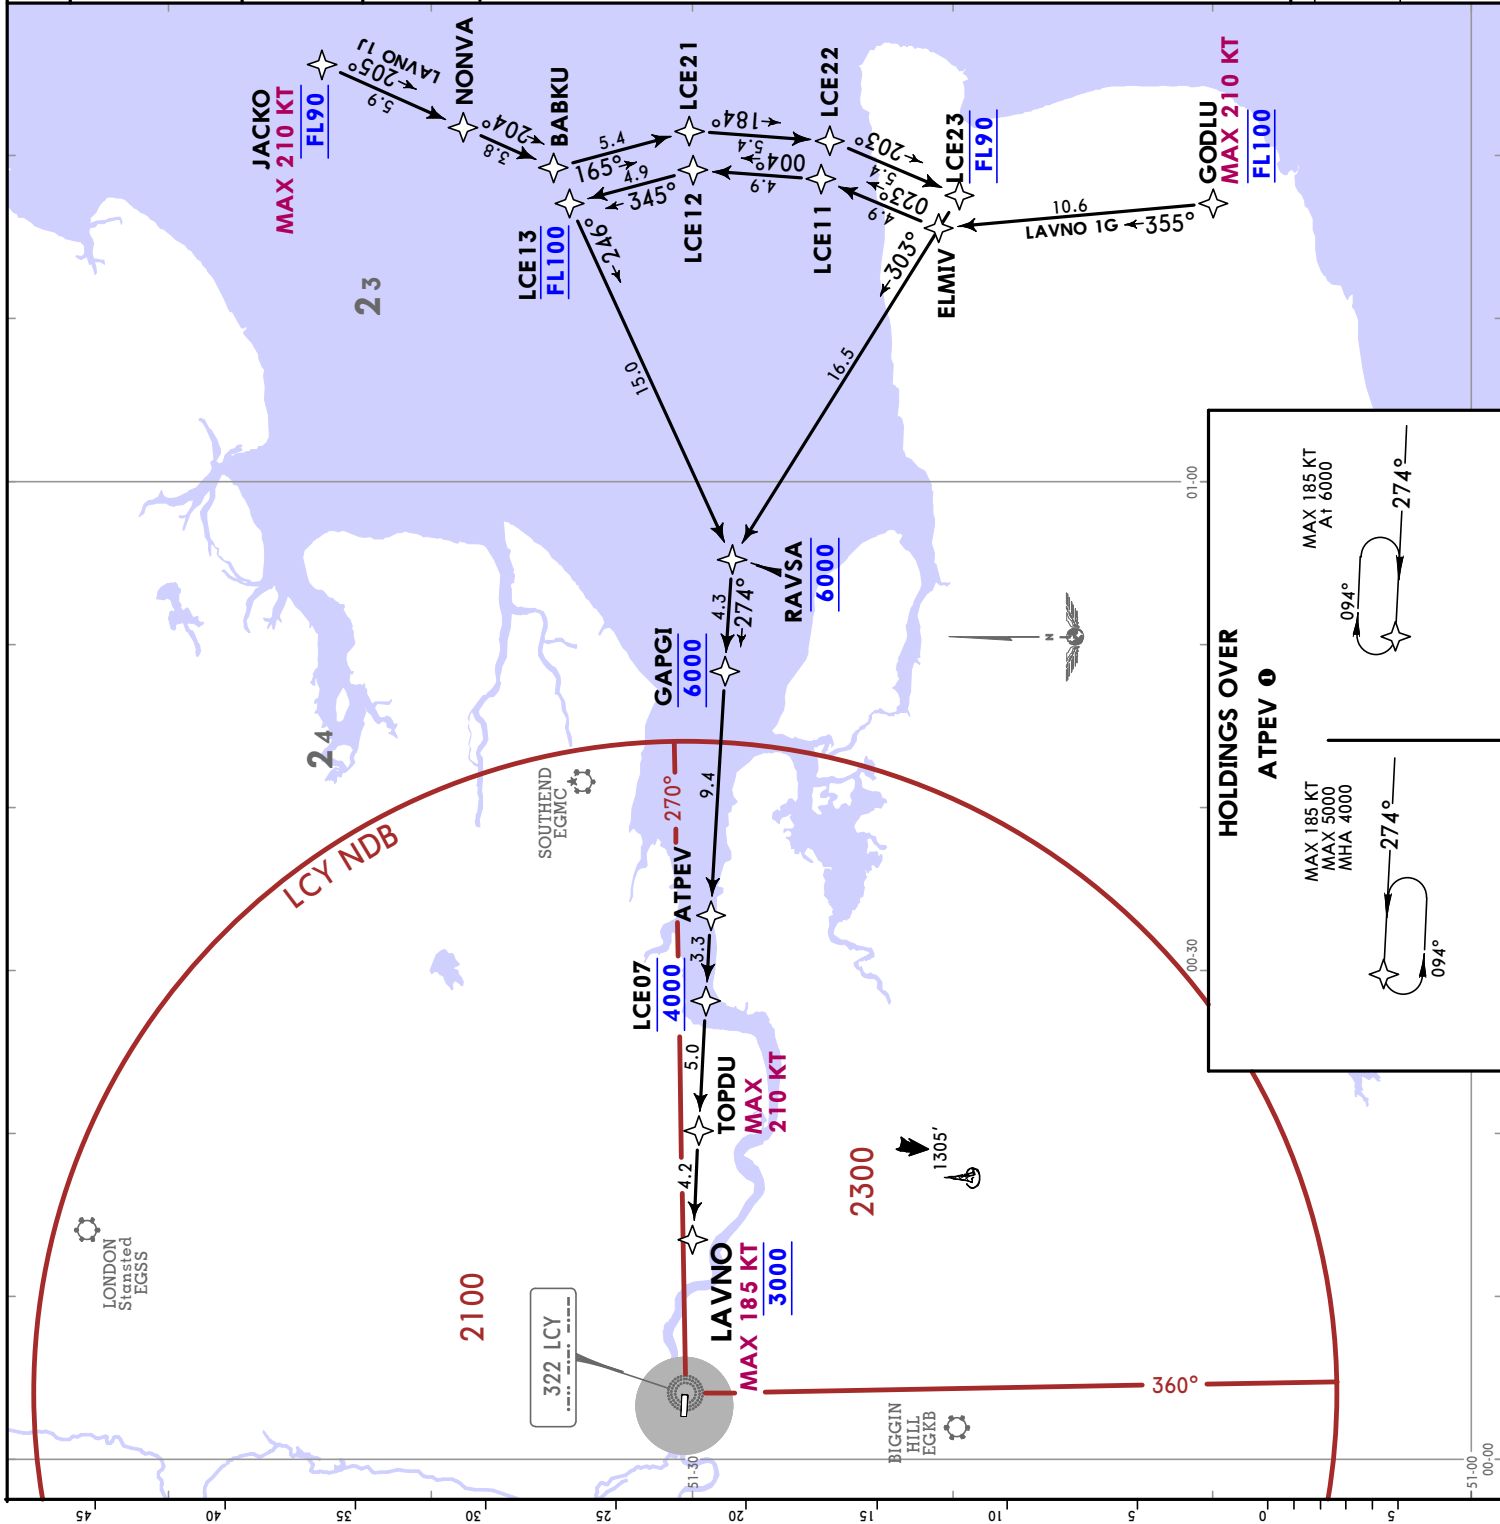 JACKO
MAX 210 KT
FL90
LAVNO 1J
205°
5.9
NONVA
204°
3.8
BABKU
165°
5.4
LCE21
184°
5.4
LCE22
203°
5.4
LCE23
FL90
GODLU
MAX 210 KT
FL100
10.6
LAVNO 1G
355°
ELMIV
023°
4.9
LCE11
004°
4.9
LCE12
345°
4.9
LCE13
FL100
246°
15.0
303°
16.5
RAVSA
6000
4.3
274°
GAPGI
6000
9.4
ATPEV
3.3
LCE07
4000
5.0
TOPDU
MAX
210 KT
4.2
LAVNO
MAX 185 KT
3000
2 3
2 4
LCY NDB
270°
360°
2100
2300
1305'
322 LCY
SOUTHEND
EGMC
LONDON
Stansted
EGSS
BIGGIN
HILL
EGKB
N
01-00
00-30
00-00
51-30
51-00
HOLDINGS OVER
ATPEV ❶
MAX 185 KT
MAX 5000
MHA 4000
274°
094°
MAX 185 KT
At 6000
274°
094°
45
40
35
30
25
20
15
10
5
0
5